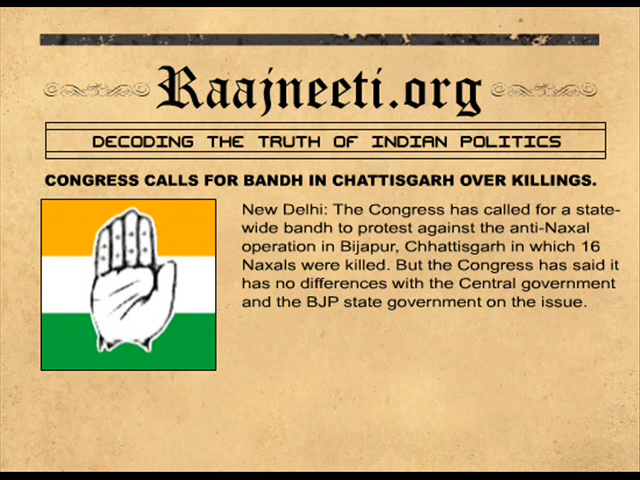 Raajneeti.org
DECODING THE TRUTH OF INDIAN POLITICS
CONGRESS CALLS FOR BANDH IN CHATTISGARH OVER KILLINGS.
New Delhi: The Congress has called for a state-
wide bandh to protest against the anti-Naxal
operation in Bijapur, Chhattisgarh in which 16
Naxals were killed. But the Congress has said it
has no differences with the Central government
and the BJP state government on the issue.